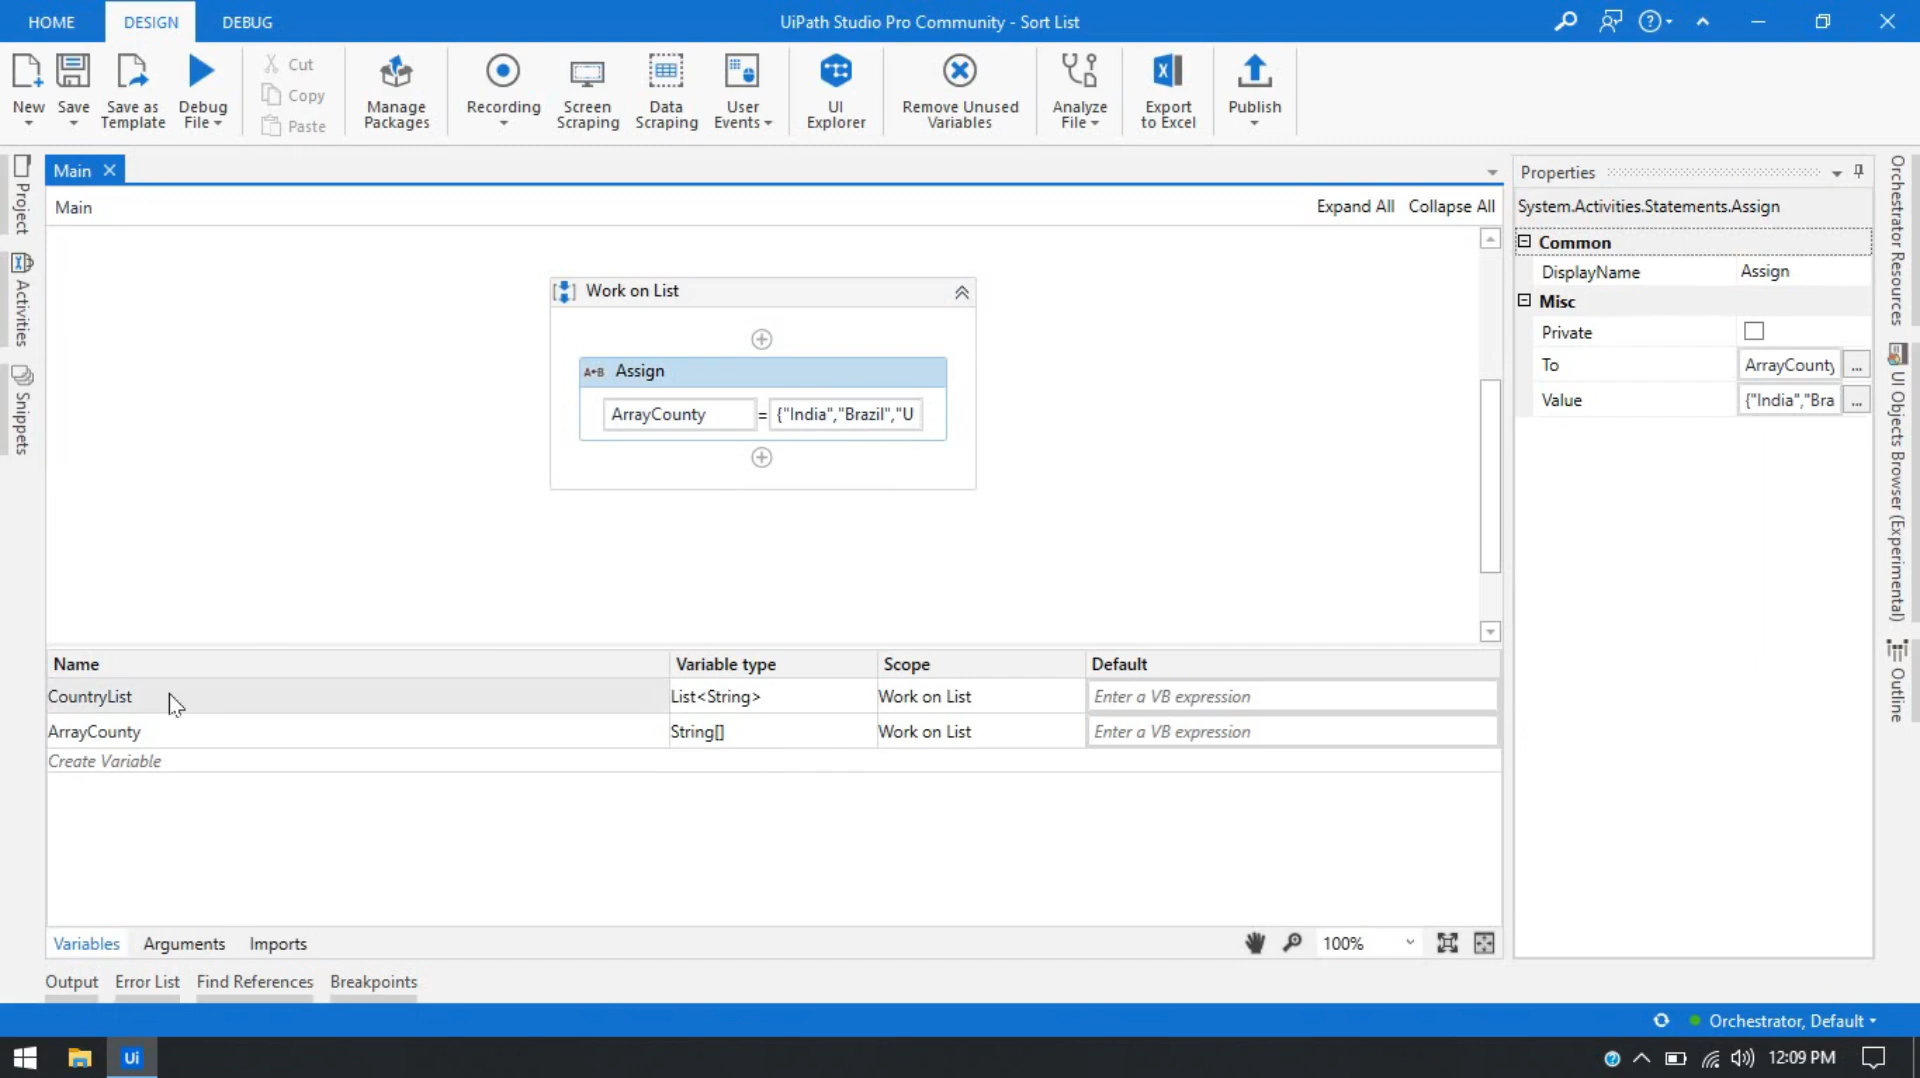 HOME DESIGN DEBUG UiPath Studio Pro Community - Sort List
New Save Save as Template Debug File Cut Copy Paste Manage Packages Recording Screen Scraping Data Scraping User Events UI Explorer Remove Unused Variables Analyze File Export to Excel Publish
Main
Main Expand All Collapse All
Project
Activities
Snippets
Work on List
A+B Assign
ArrayCounty = {"India","Brazil","U
Name Variable type Scope Default
CountryList List<String> Work on List Enter a VB expression
ArrayCounty String[] Work on List Enter a VB expression
Create Variable
Variables Arguments Imports 100%
Output Error List Find References Breakpoints
Properties
System.Activities.Statements.Assign
Common
DisplayName Assign
Misc
Private
To ArrayCounty ...
Value {"India","Bra ...
Orchestrator Resources
UI Objects Browser (Experimental)
Outline
Orchestrator, Default
Ui 12:09 PM